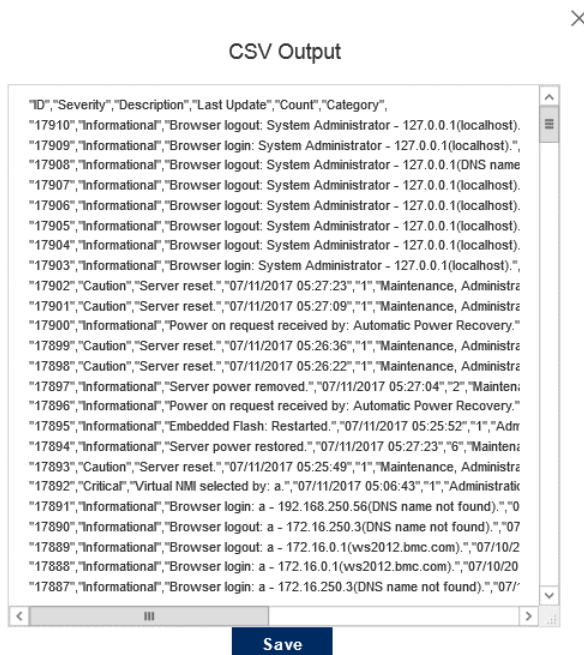 CSV Output
"ID","Severity","Description","Last Update","Count","Category",
"17910","Informational","Browser logout: System Administrator - 127.0.0.1(localhost).
"17909","Informational","Browser login: System Administrator - 127.0.0.1(localhost).",
"17908","Informational","Browser logout: System Administrator - 127.0.0.1(DNS name
"17907","Informational","Browser logout: System Administrator - 127.0.0.1(localhost).
"17906","Informational","Browser logout: System Administrator - 127.0.0.1(localhost).
"17905","Informational","Browser logout: System Administrator - 127.0.0.1(localhost).
"17904","Informational","Browser logout: System Administrator - 127.0.0.1(localhost).
"17903","Informational","Browser login: System Administrator - 127.0.0.1(localhost).",
"17902","Caution","Server reset.","07/11/2017 05:27:23","1","Maintenance, Administra
"17901","Caution","Server reset.","07/11/2017 05:27:09","1","Maintenance, Administra
"17900","Informational","Power on request received by: Automatic Power Recovery."
"17899","Caution","Server reset.","07/11/2017 05:26:36","1","Maintenance, Administra
"17898","Caution","Server reset.","07/11/2017 05:26:22","1","Maintenance, Administra
"17897","Informational","Server power removed.","07/11/2017 05:27:04","2","Maintena
"17896","Informational","Power on request received by: Automatic Power Recovery."
"17895","Informational","Embedded Flash: Restarted.","07/11/2017 05:25:52","1","Adm
"17894","Informational","Server power restored.","07/11/2017 05:27:23","6","Maintena
"17893","Caution","Server reset.","07/11/2017 05:25:49","1","Maintenance, Administra
"17892","Critical","Virtual NMI selected by: a.","07/11/2017 05:06:43","1","Administratio
"17891","Informational","Browser login: a - 192.168.250.56(DNS name not found).","0
"17890","Informational","Browser logout: a - 172.16.250.3(DNS name not found).","07
"17889","Informational","Browser logout: a - 172.16.0.1(ws2012.bmc.com).","07/10/2
"17888","Informational","Browser login: a - 172.16.0.1(ws2012.bmc.com).","07/10/20
"17887","Informational","Browser login: a - 172.16.250.3(DNS name not found).","07/
Save